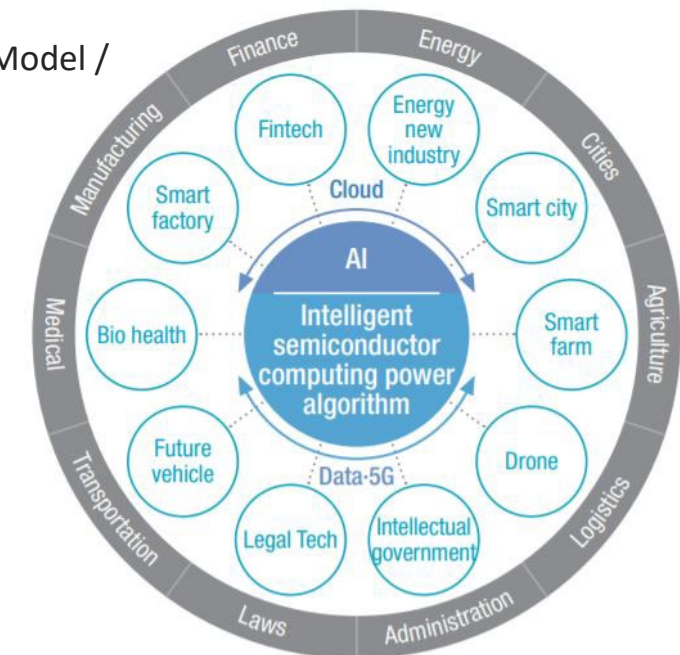 Model /
Finance
Energy
Cities
Agriculture
Logistics
Administration
Laws
Transportation
Medical
Manufacturing
Fintech
Energy
new
industry
Smart city
Smart
farm
Drone
Intellectual
government
Legal Tech
Future
vehicle
Bio health
Smart
factory
Cloud
AI
Intelligent
semiconductor
computing power
algorithm
Data·5G